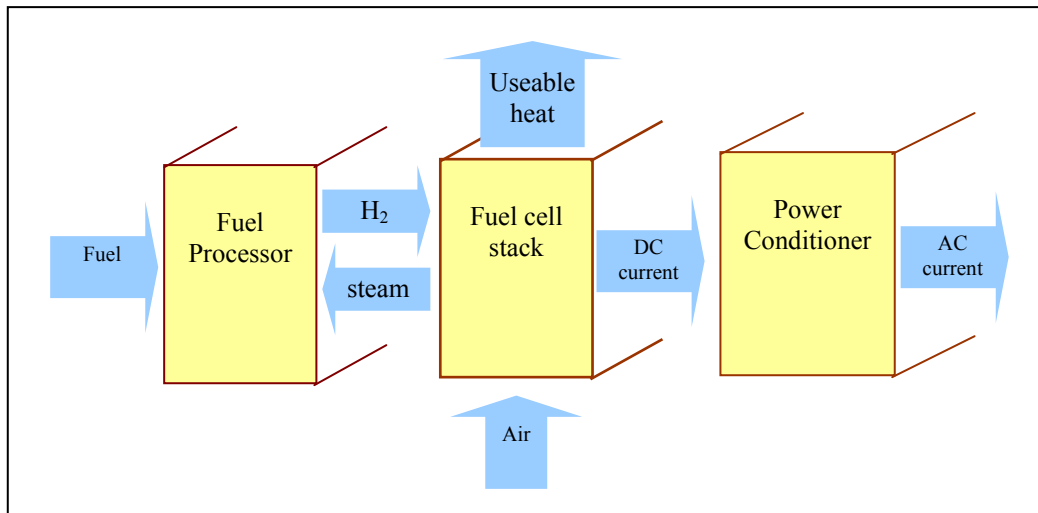 Useable
heat
Fuel
Processor
H₂
Fuel cell
stack
Power
Conditioner
Fuel
steam
DC
current
AC
current
Air